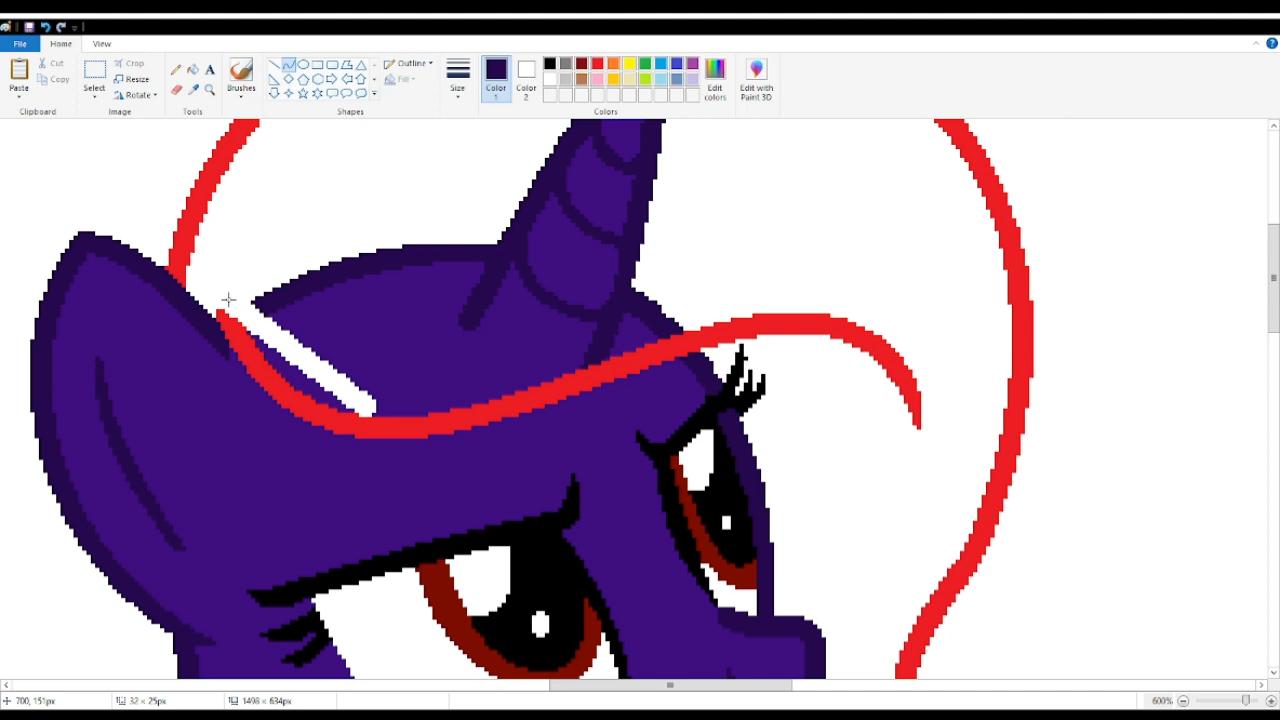 File Home View
Paste
Cut
Copy
Clipboard
Select
Crop
Resize
Rotate
Image
A
Tools
Brushes
Outline
Fill
Shapes
Size
Color 1
Color 2
Edit colors
Colors
Edit with Paint 3D
700, 151px
32 × 25px
1498 × 634px
600%